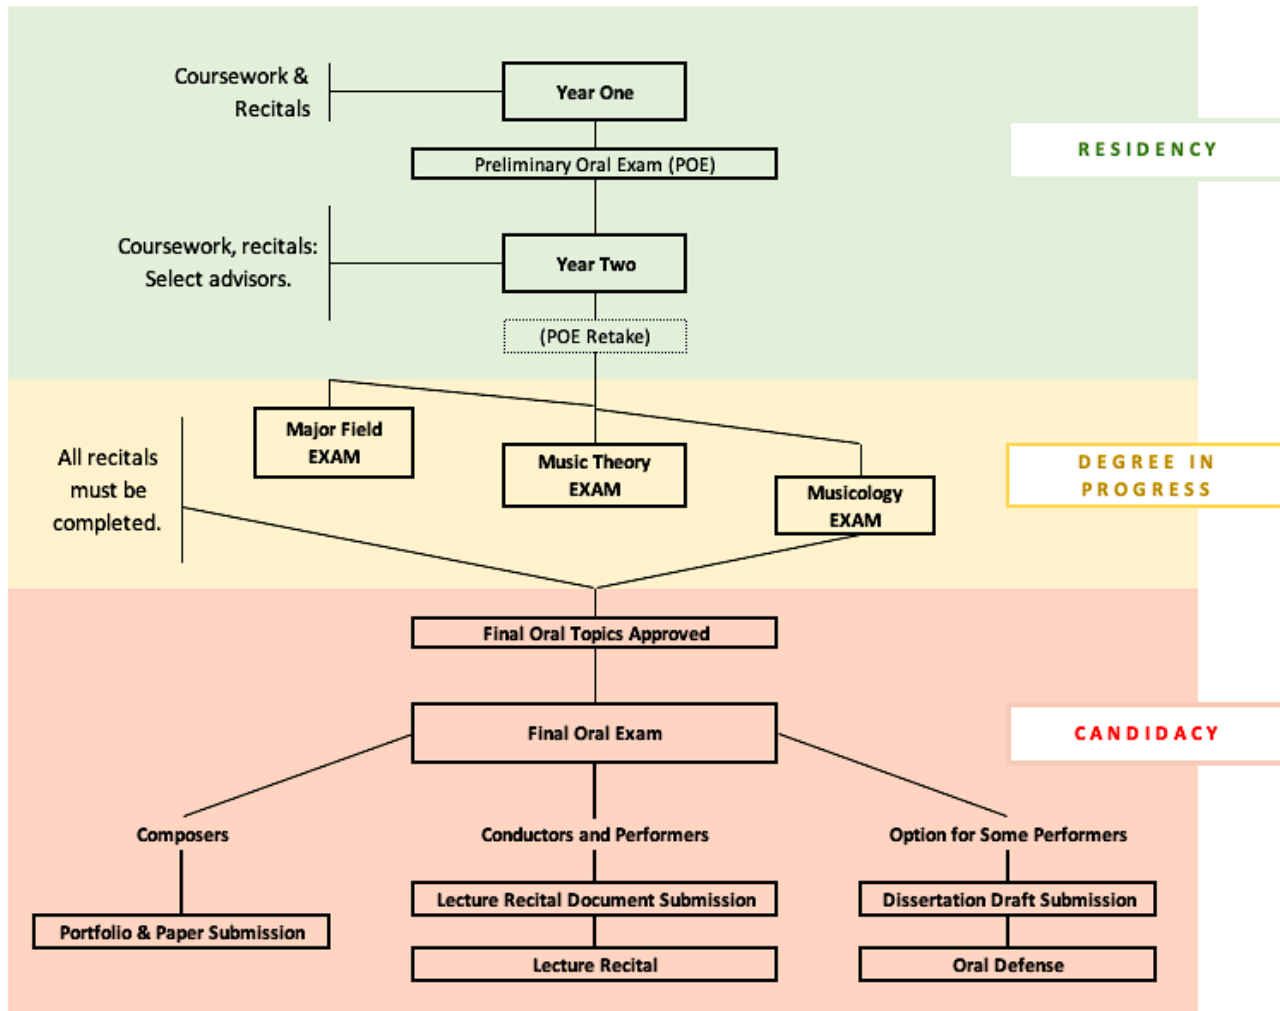 Coursework &
Recitals
Year One
Preliminary Oral Exam (POE)
RESIDENCY
Coursework, recitals:
Select advisors.
Year Two
(POE Retake)
Major Field
EXAM
Music Theory
EXAM
Musicology
EXAM
All recitals
must be
completed.
DEGREE IN
PROGRESS
Final Oral Topics Approved
Final Oral Exam
CANDIDACY
Composers
Conductors and Performers
Option for Some Performers
Portfolio & Paper Submission
Lecture Recital Document Submission
Lecture Recital
Dissertation Draft Submission
Oral Defense